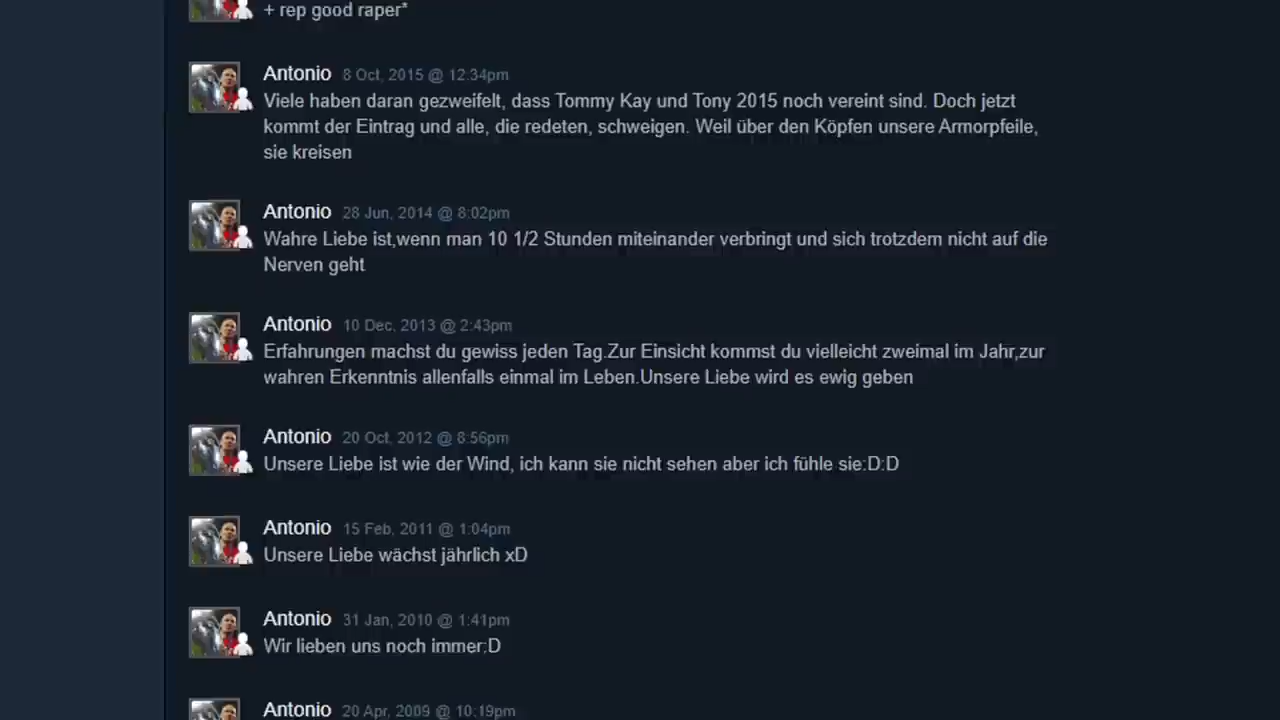 + rep good raper*
Antonio 8 Oct, 2015 @ 12:34pm
Viele haben daran gezweifelt, dass Tommy Kay und Tony 2015 noch vereint sind. Doch jetzt
kommt der Eintrag und alle, die redeten, schweigen. Weil über den Köpfen unsere Armorpfeile,
sie kreisen
Antonio 28 Jun, 2014 @ 8:02pm
Wahre Liebe ist,wenn man 10 1/2 Stunden miteinander verbringt und sich trotzdem nicht auf die
Nerven geht
Antonio 10 Dec, 2013 @ 2:43pm
Erfahrungen machst du gewiss jeden Tag.Zur Einsicht kommst du vielleicht zweimal im Jahr,zur
wahren Erkenntnis allenfalls einmal im Leben.Unsere Liebe wird es ewig geben
Antonio 20 Oct, 2012 @ 8:56pm
Unsere Liebe ist wie der Wind, ich kann sie nicht sehen aber ich fühle sie:D:D
Antonio 15 Feb, 2011 @ 1:04pm
Unsere Liebe wächst jährlich xD
Antonio 31 Jan, 2010 @ 1:41pm
Wir lieben uns noch immer:D
Antonio 20 Apr, 2009 @ 10:19pm